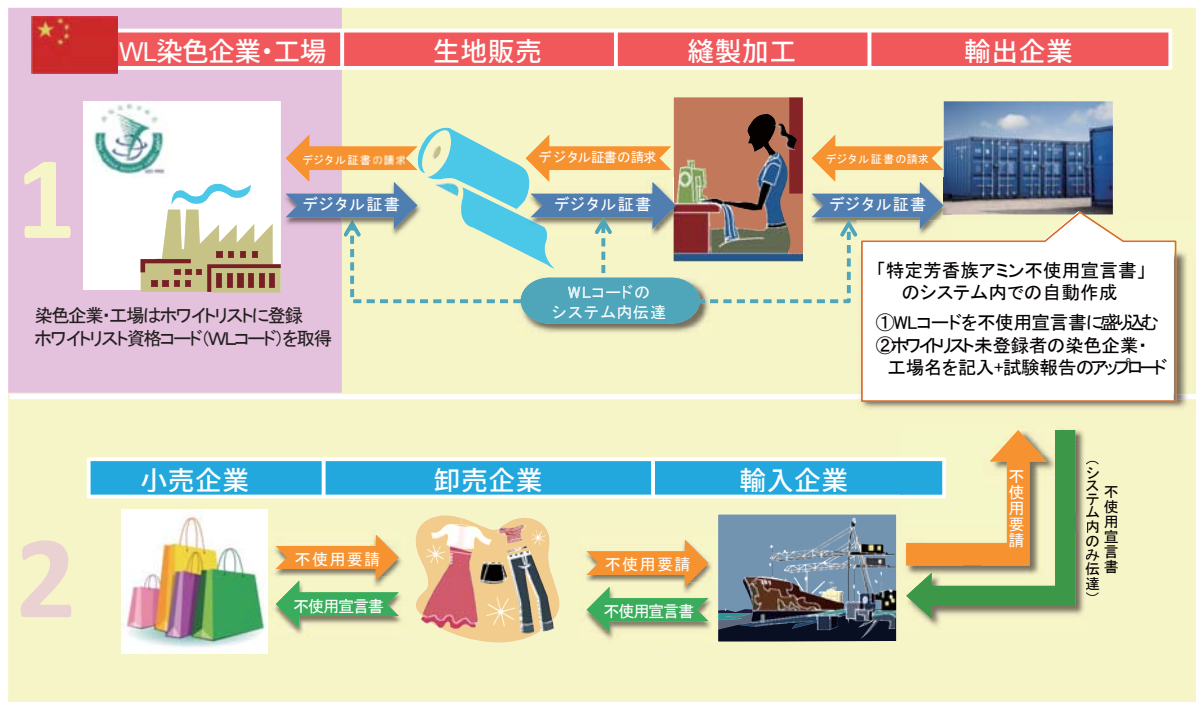 WL染色企業・工場
生地販売
縫製加工
輸出企業
1
デジタル証書の請求
デジタル証書の請求
デジタル証書の請求
デジタル証書
デジタル証書
デジタル証書
WLコードの
システム内伝達
染色企業・工場はホワイトリストに登録
ホワイトリスト資格コード(WLコード)を取得
「特定芳香族アミン不使用宣言書」
のシステム内での自動作成
①WLコードを不使用宣言書に盛り込む
②ホワイトリスト未登録者の染色企業・
工場名を記入+試験報告のアップロード
2
小売企業
卸売企業
輸入企業
不使用要請
不使用要請
不使用要請
不使用宣言書
不使用宣言書
不使用宣言書
(システム内のみ伝達)